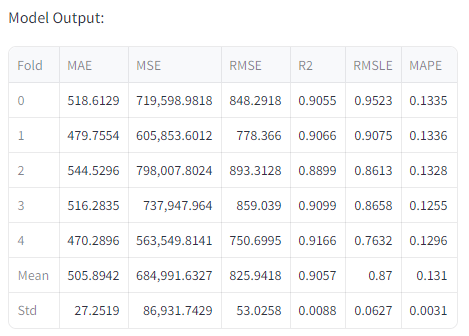 Model Output:
Fold MAE MSE RMSE R2 RMSLE MAPE
0 518.6129 719,598.9818 848.2918 0.9055 0.9523 0.1335
1 479.7554 605,853.6012 778.366 0.9066 0.9075 0.1336
2 544.5296 798,007.8024 893.3128 0.8899 0.8613 0.1328
3 516.2835 737,947.964 859.039 0.9099 0.8658 0.1255
4 470.2896 563,549.8141 750.6995 0.9166 0.7632 0.1296
Mean 505.8942 684,991.6327 825.9418 0.9057 0.87 0.131
Std 27.2519 86,931.7429 53.0258 0.0088 0.0627 0.0031